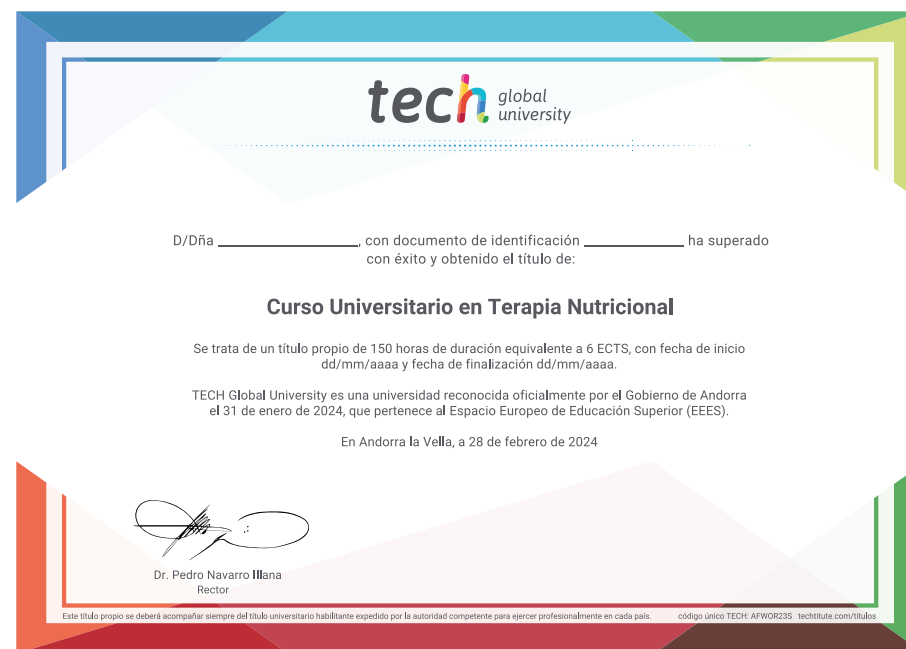 tech global university
D/Dña ____________________, con documento de identificación ______________ ha superado
con éxito y obtenido el título de:
Curso Universitario en Terapia Nutricional
Se trata de un título propio de 150 horas de duración equivalente a 6 ECTS, con fecha de inicio
dd/mm/aaaa y fecha de finalización dd/mm/aaaa.
TECH Global University es una universidad reconocida oficialmente por el Gobierno de Andorra
el 31 de enero de 2024, que pertenece al Espacio Europeo de Educación Superior (EEES).
En Andorra la Vella, a 28 de febrero de 2024
Dr. Pedro Navarro Illana
Rector
Este título propio se deberá acompañar siempre del título universitario habilitante expedido por la autoridad competente para ejercer profesionalmente en cada país. código único TECH: AFWOR23S techtitute.com/titulos